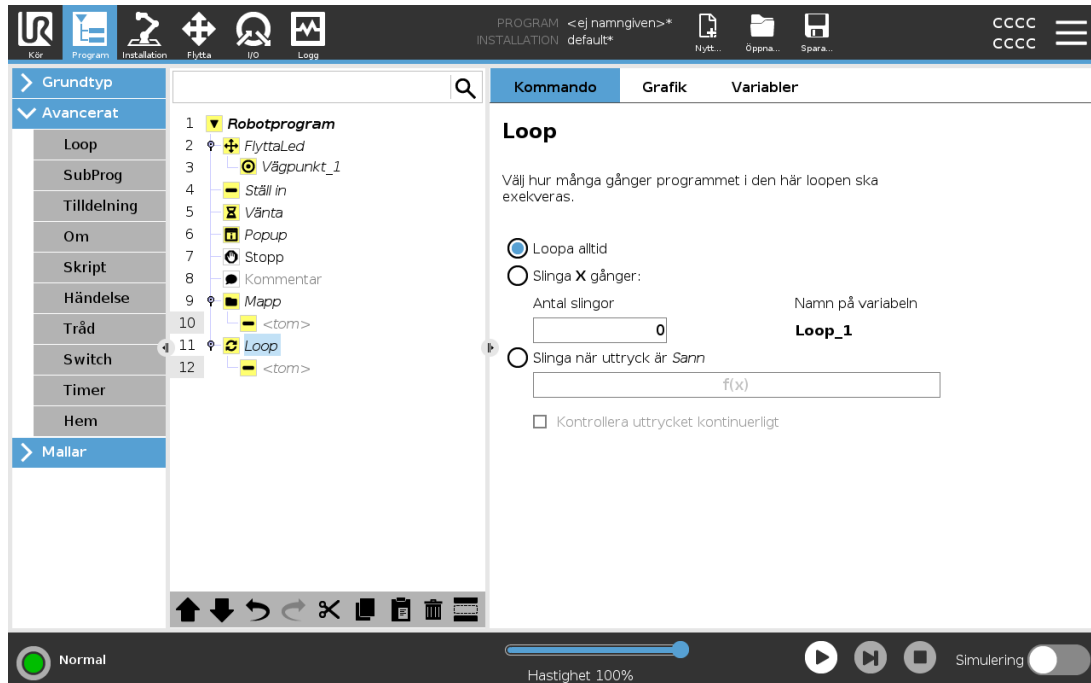 PROGRAM <ej namngiven>*
INSTALLATION default*
CCCC
CCCC
Kör
Program
Installation
Flytta
I/O
Logg
Nytt...
Öppna...
Spara...
Grundtyp
Avancerat
Loop
SubProg
Tilldelning
Om
Skript
Händelse
Tråd
Switch
Timer
Hem
Mallar
1 Robotprogram
2 FlyttaLed
3 Vägpunkt_1
4 Ställ in
5 Vänta
6 Popup
7 Stopp
8 Kommentar
9 Mapp
10 <tom>
11 Loop
12 <tom>
Kommando
Grafik
Variabler
Loop
Välj hur många gånger programmet i den här loopen ska
exekveras.
Loopa alltid
Slinga X gånger:
Antal slingor
Namn på variabeln
0
Loop_1
Slinga när uttryck är Sann
f(x)
Kontrollera uttrycket kontinuerligt
Normal
Hastighet 100%
Simulering